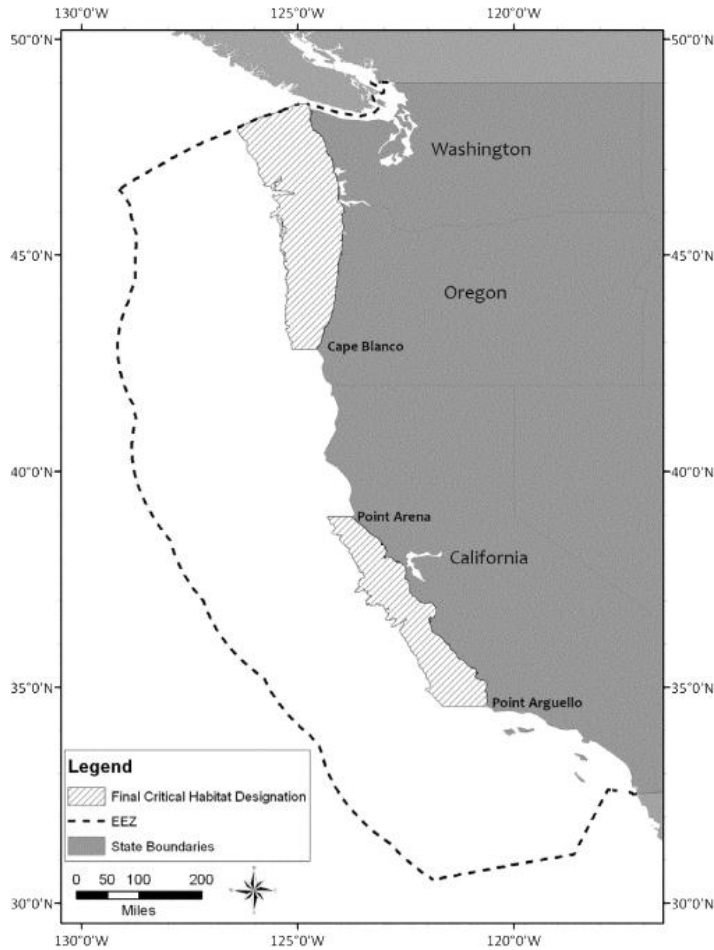 130°0'W 125°0'W 120°0'W
50°0'N 50°0'N
Washington
45°0'N 45°0'N
Oregon
Cape Blanco
40°0'N 40°0'N
Point Arena
California
35°0'N 35°0'N
Point Arguello
Legend
Final Critical Habitat Designation
EEZ
State Boundaries
0 50 100 200
Miles
30°0'N 30°0'N
130°0'W 125°0'W 120°0'W